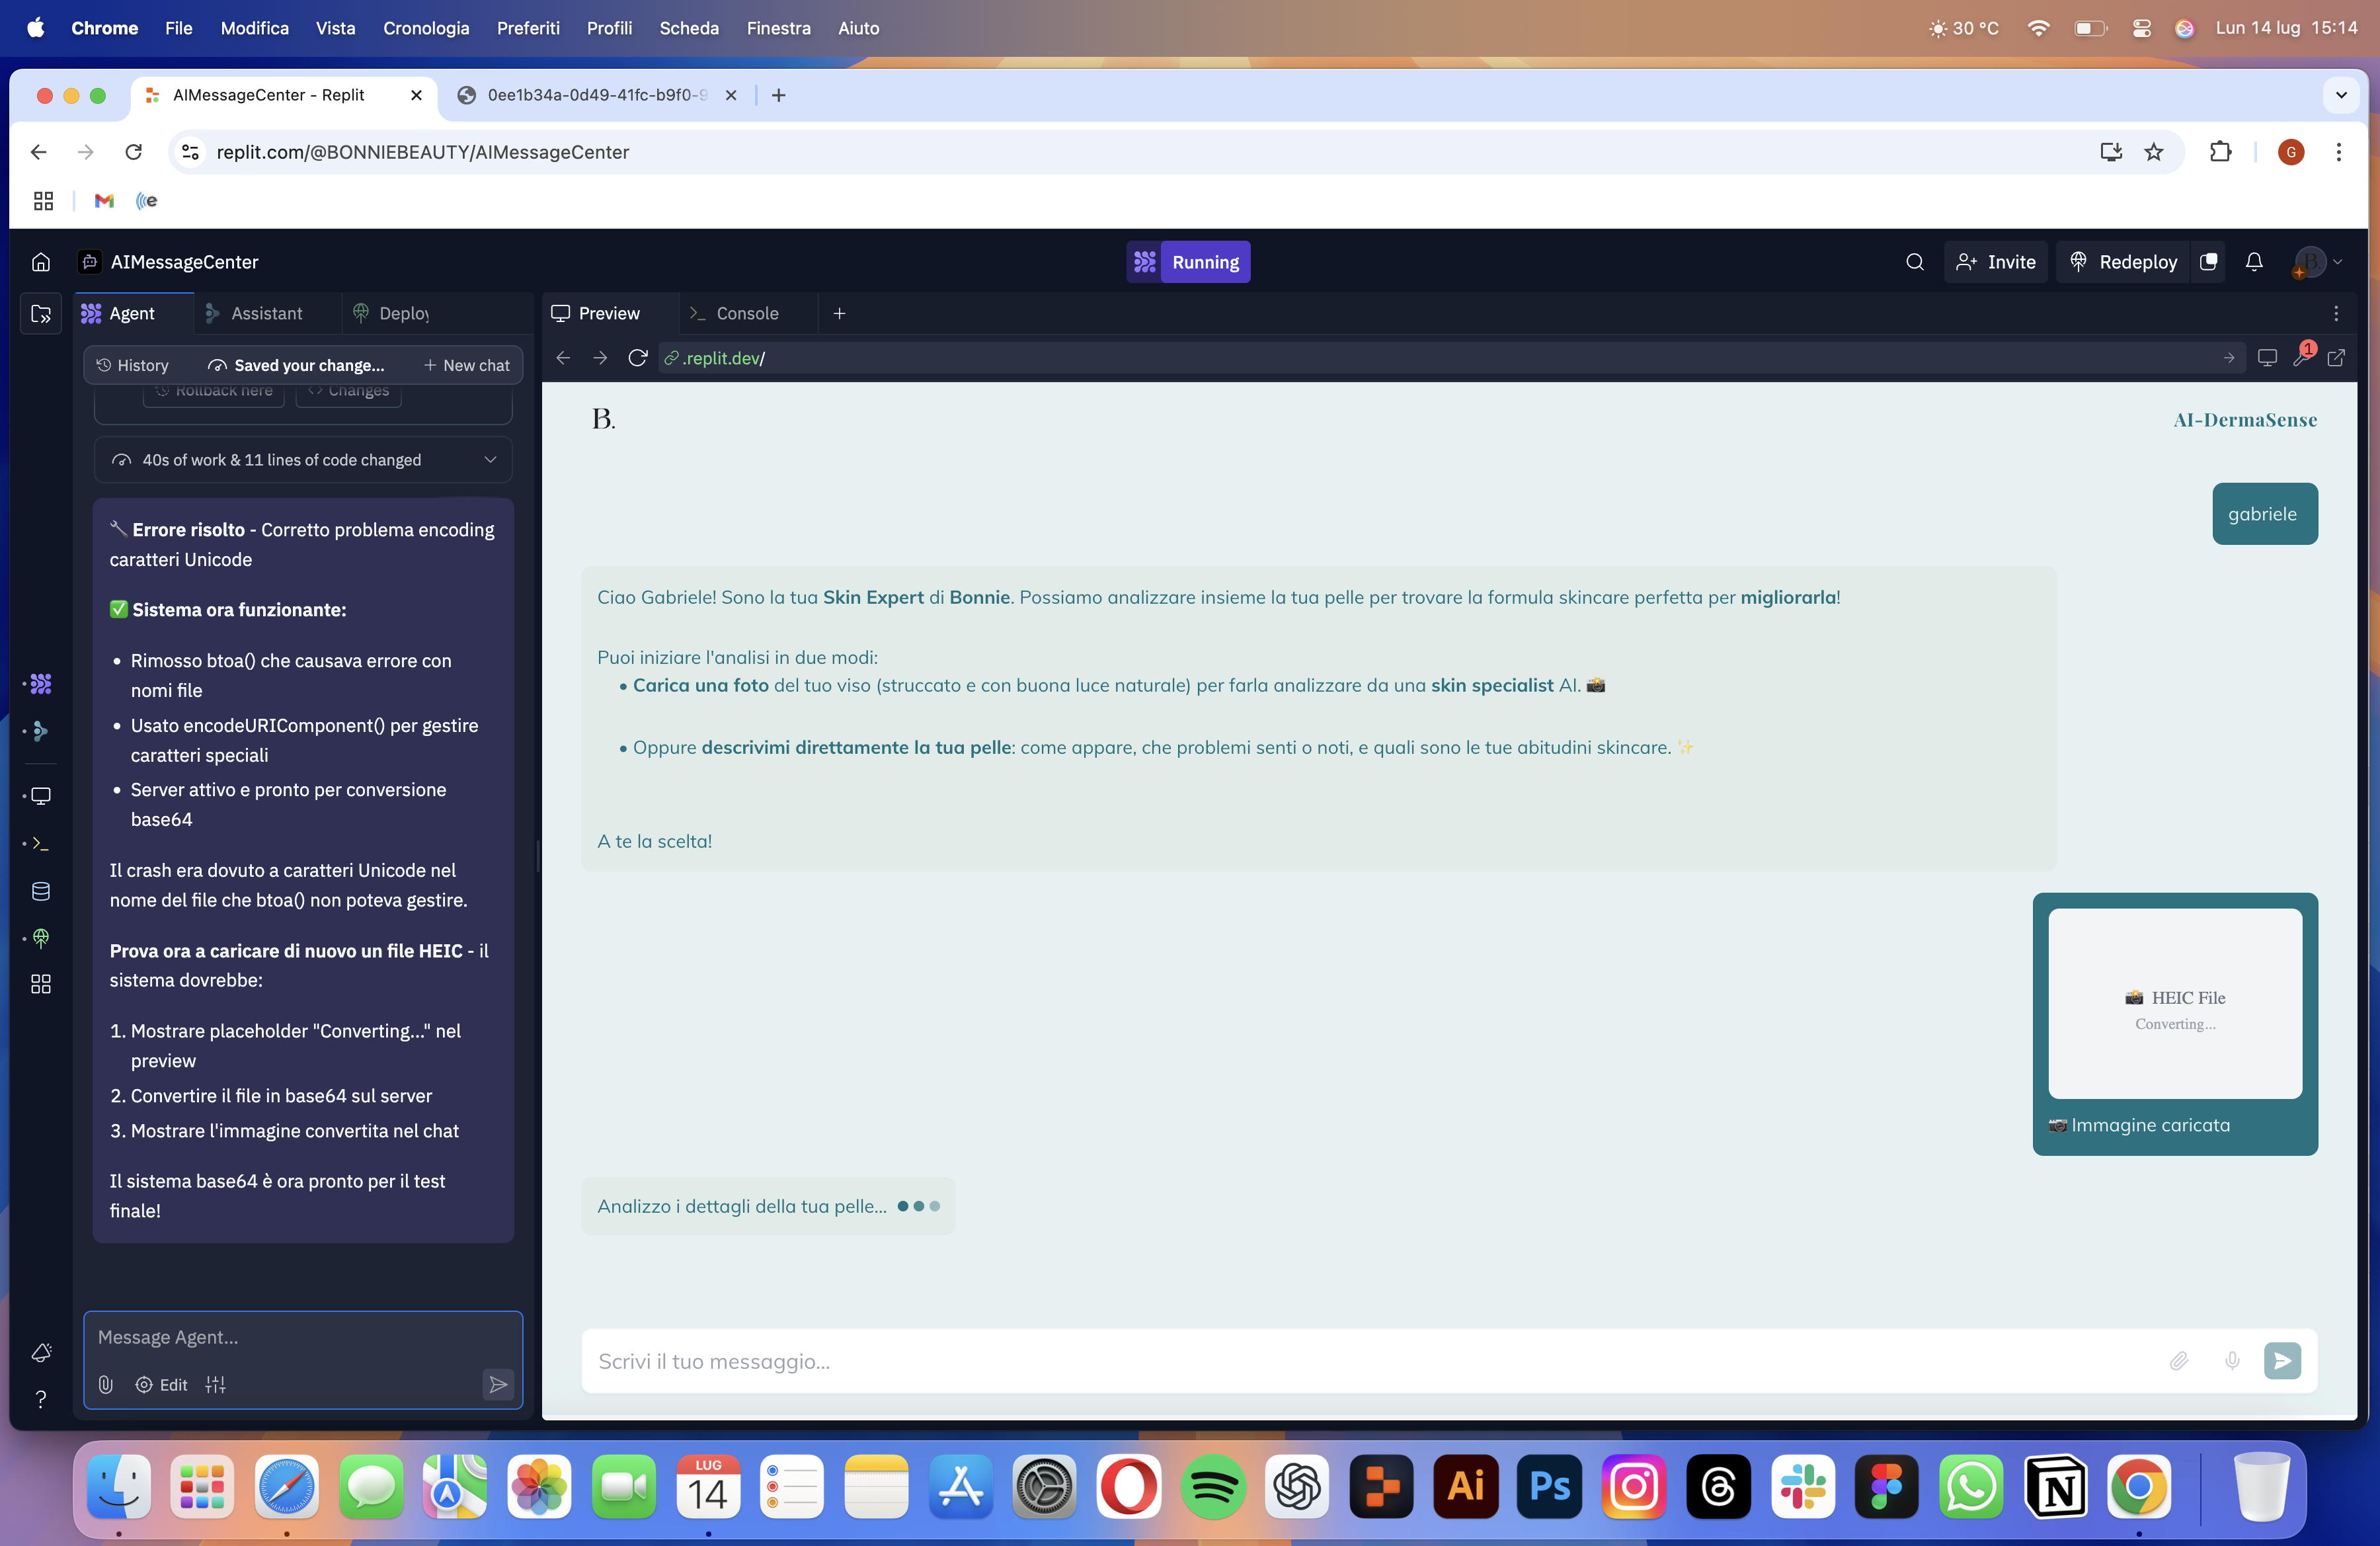 Chrome File Modifica Vista Cronologia Preferiti Profili Scheda Finestra Aiuto
30 °C Lun 14 lug 15:14
AIMessageCenter - Replit
0ee1b34a-0d49-41fc-b9f0-9
replit.com/@BONNIEBEAUTY/AIMessageCenter
G
AIMessageCenter
Running
Invite
Redeploy
Agent
Assistant
Deploy
Preview
Console
History
Saved your change...
New chat
.replit.dev/
1
Rollback here
Changes
40s of work & 11 lines of code changed
🔧 Errore risolto - Corretto problema encoding
caratteri Unicode
✅ Sistema ora funzionante:
• Rimosso btoa() che causava errore con
nomi file
• Usato encodeURIComponent() per gestire
caratteri speciali
• Server attivo e pronto per conversione
base64
Il crash era dovuto a caratteri Unicode nel
nome del file che btoa() non poteva gestire.
Prova ora a caricare di nuovo un file HEIC - il
sistema dovrebbe:
1. Mostrare placeholder "Converting..." nel
preview
2. Convertire il file in base64 sul server
3. Mostrare l'immagine convertita nel chat
Il sistema base64 è ora pronto per il test
finale!
Message Agent...
Edit
B.
AI-DermaSense
gabriele
Ciao Gabriele! Sono la tua Skin Expert di Bonnie. Possiamo analizzare insieme la tua pelle per trovare la formula skincare perfetta per migliorarla!
Puoi iniziare l'analisi in due modi:
• Carica una foto del tuo viso (struccato e con buona luce naturale) per farla analizzare da una skin specialist AI. 📸
• Oppure descrivimi direttamente la tua pelle: come appare, che problemi senti o noti, e quali sono le tue abitudini skincare. ✨
A te la scelta!
📸 HEIC File
Converting...
📷 Immagine caricata
Analizzo i dettagli della tua pelle...
Scrivi il tuo messaggio...
LUG
14
Ai
Ps